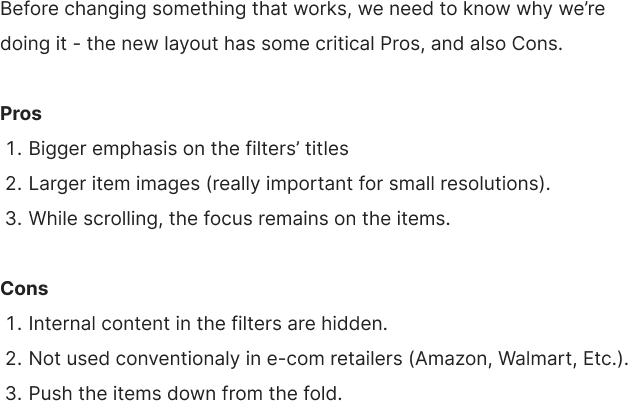 Before changing something that works, we need to know why we’re
doing it - the new layout has some critical Pros, and also Cons.
Pros
1. Bigger emphasis on the filters’ titles
2. Larger item images (really important for small resolutions).
3. While scrolling, the focus remains on the items.
Cons
1. Internal content in the filters are hidden.
2. Not used conventionaly in e-com retailers (Amazon, Walmart, Etc.).
3. Push the items down from the fold.